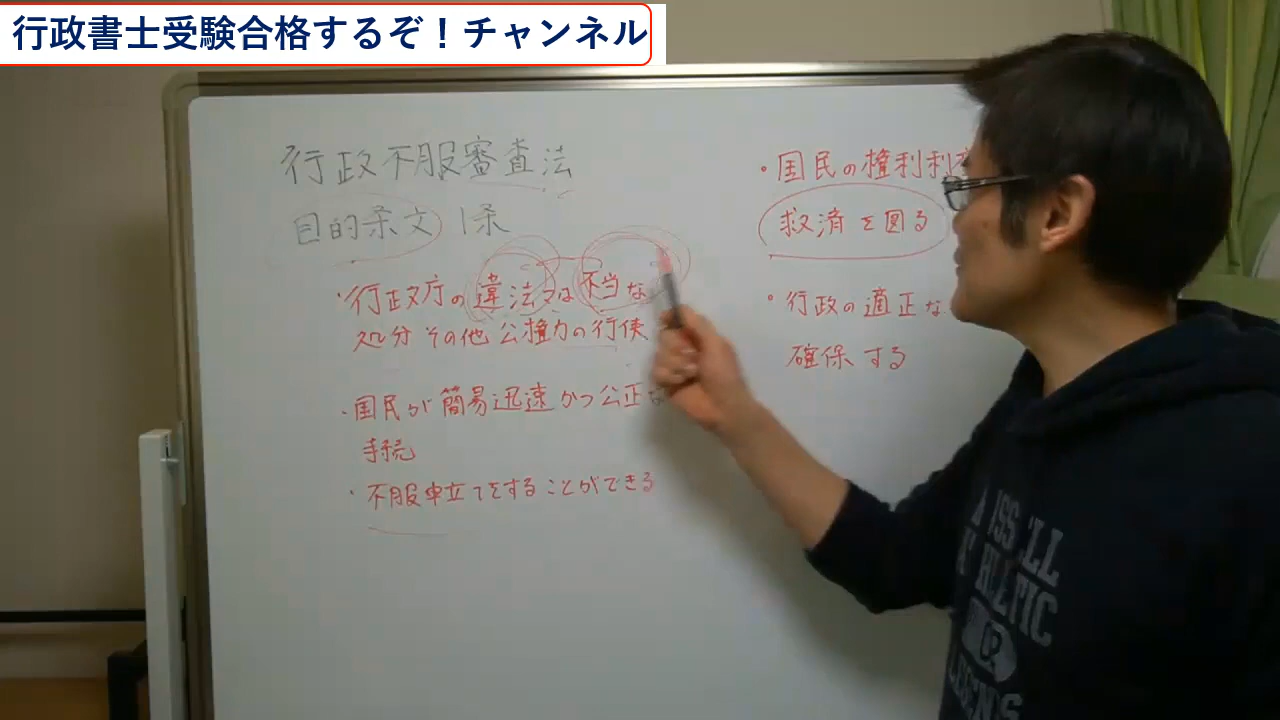 行政書士受験合格するぞ！チャンネル
行政不服審査法
目的条文 1条
・行政庁の違法又は不当な
処分その他公権力の行使
・国民が簡易迅速かつ公正な
手続
・不服申立てをすることができる
・国民の権利利
救済を図る
・行政の適正な
確保する